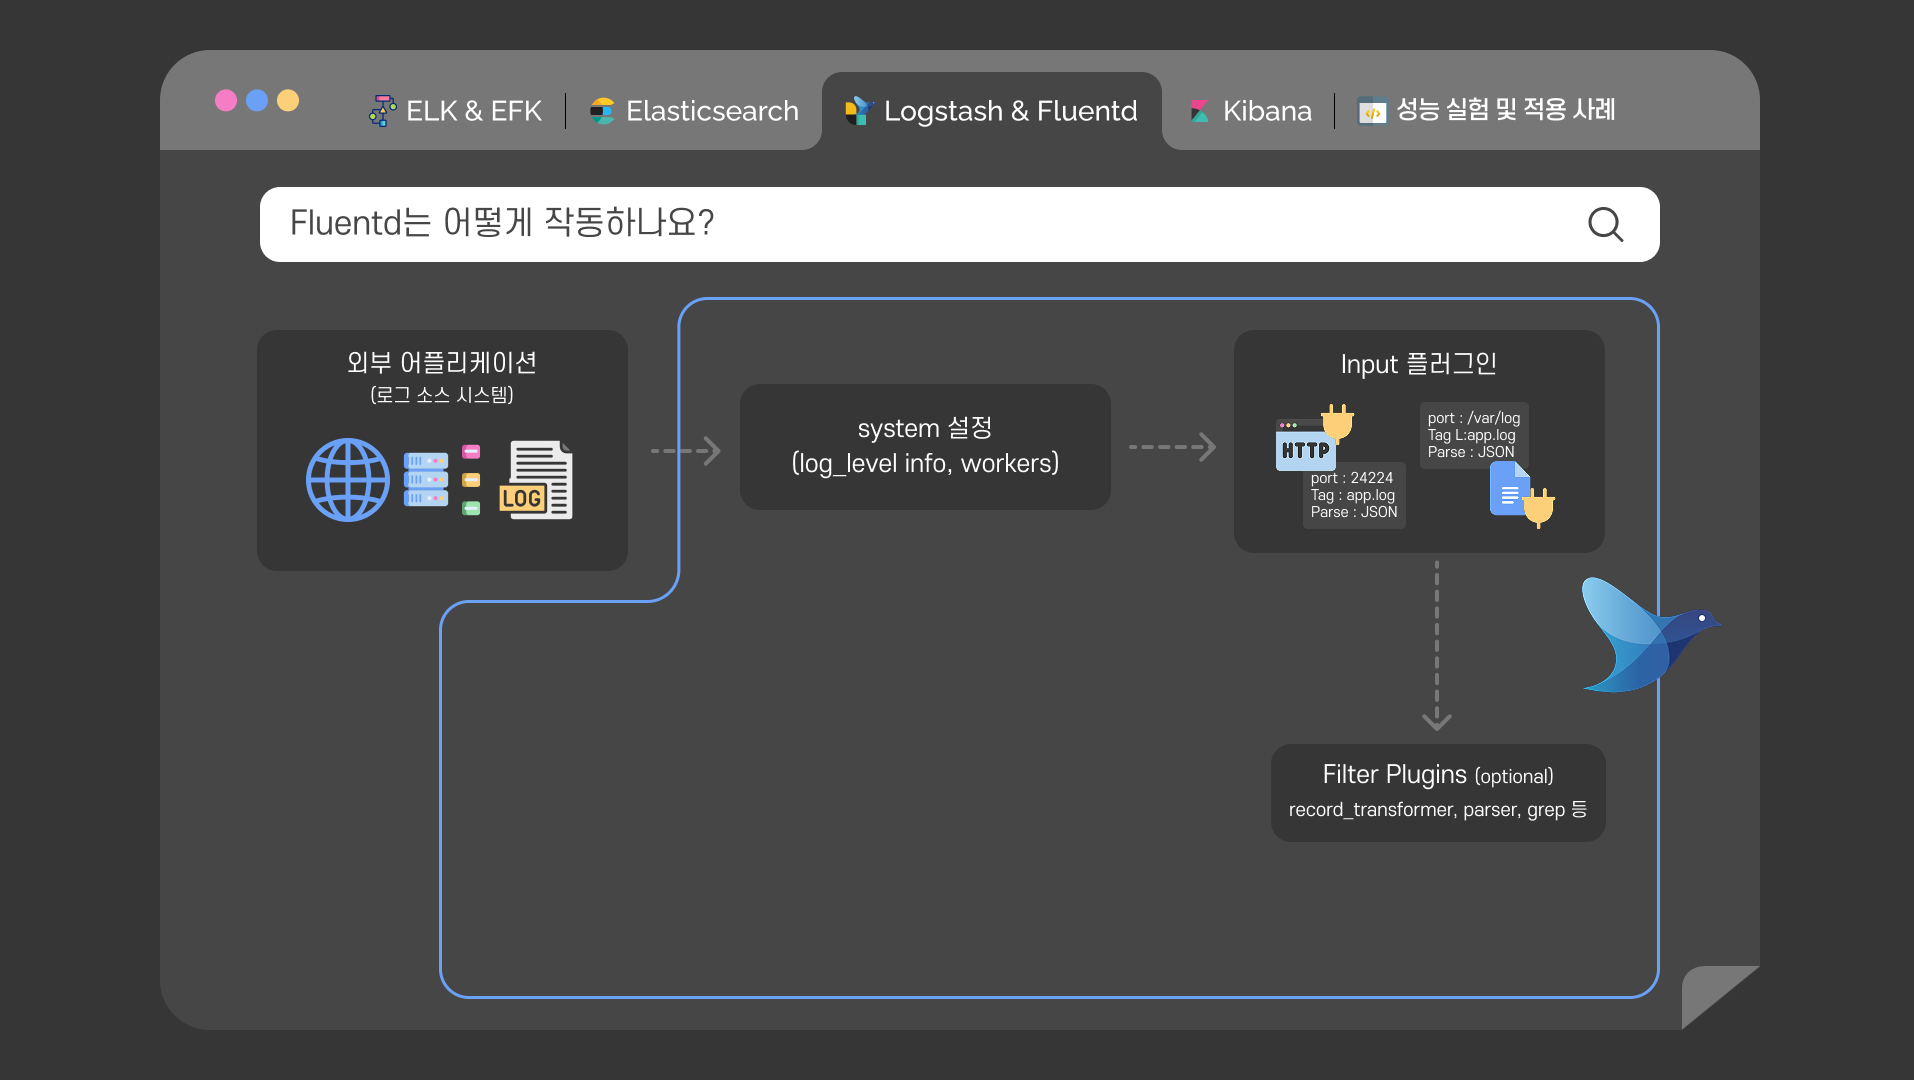 ELK & EFK
Elasticsearch
Logstash & Fluentd
Kibana
성능 실험 및 적용 사례
Fluentd는 어떻게 작동하나요?
외부 어플리케이션
(로그 소스 시스템)
LOG
system 설정
(log_level info, workers)
Input 플러그인
HTTP
port : 24224
Tag : app.log
Parse : JSON
port : /var/log
Tag L:app.log
Parse : JSON
Filter Plugins (optional)
record_transformer, parser, grep 등